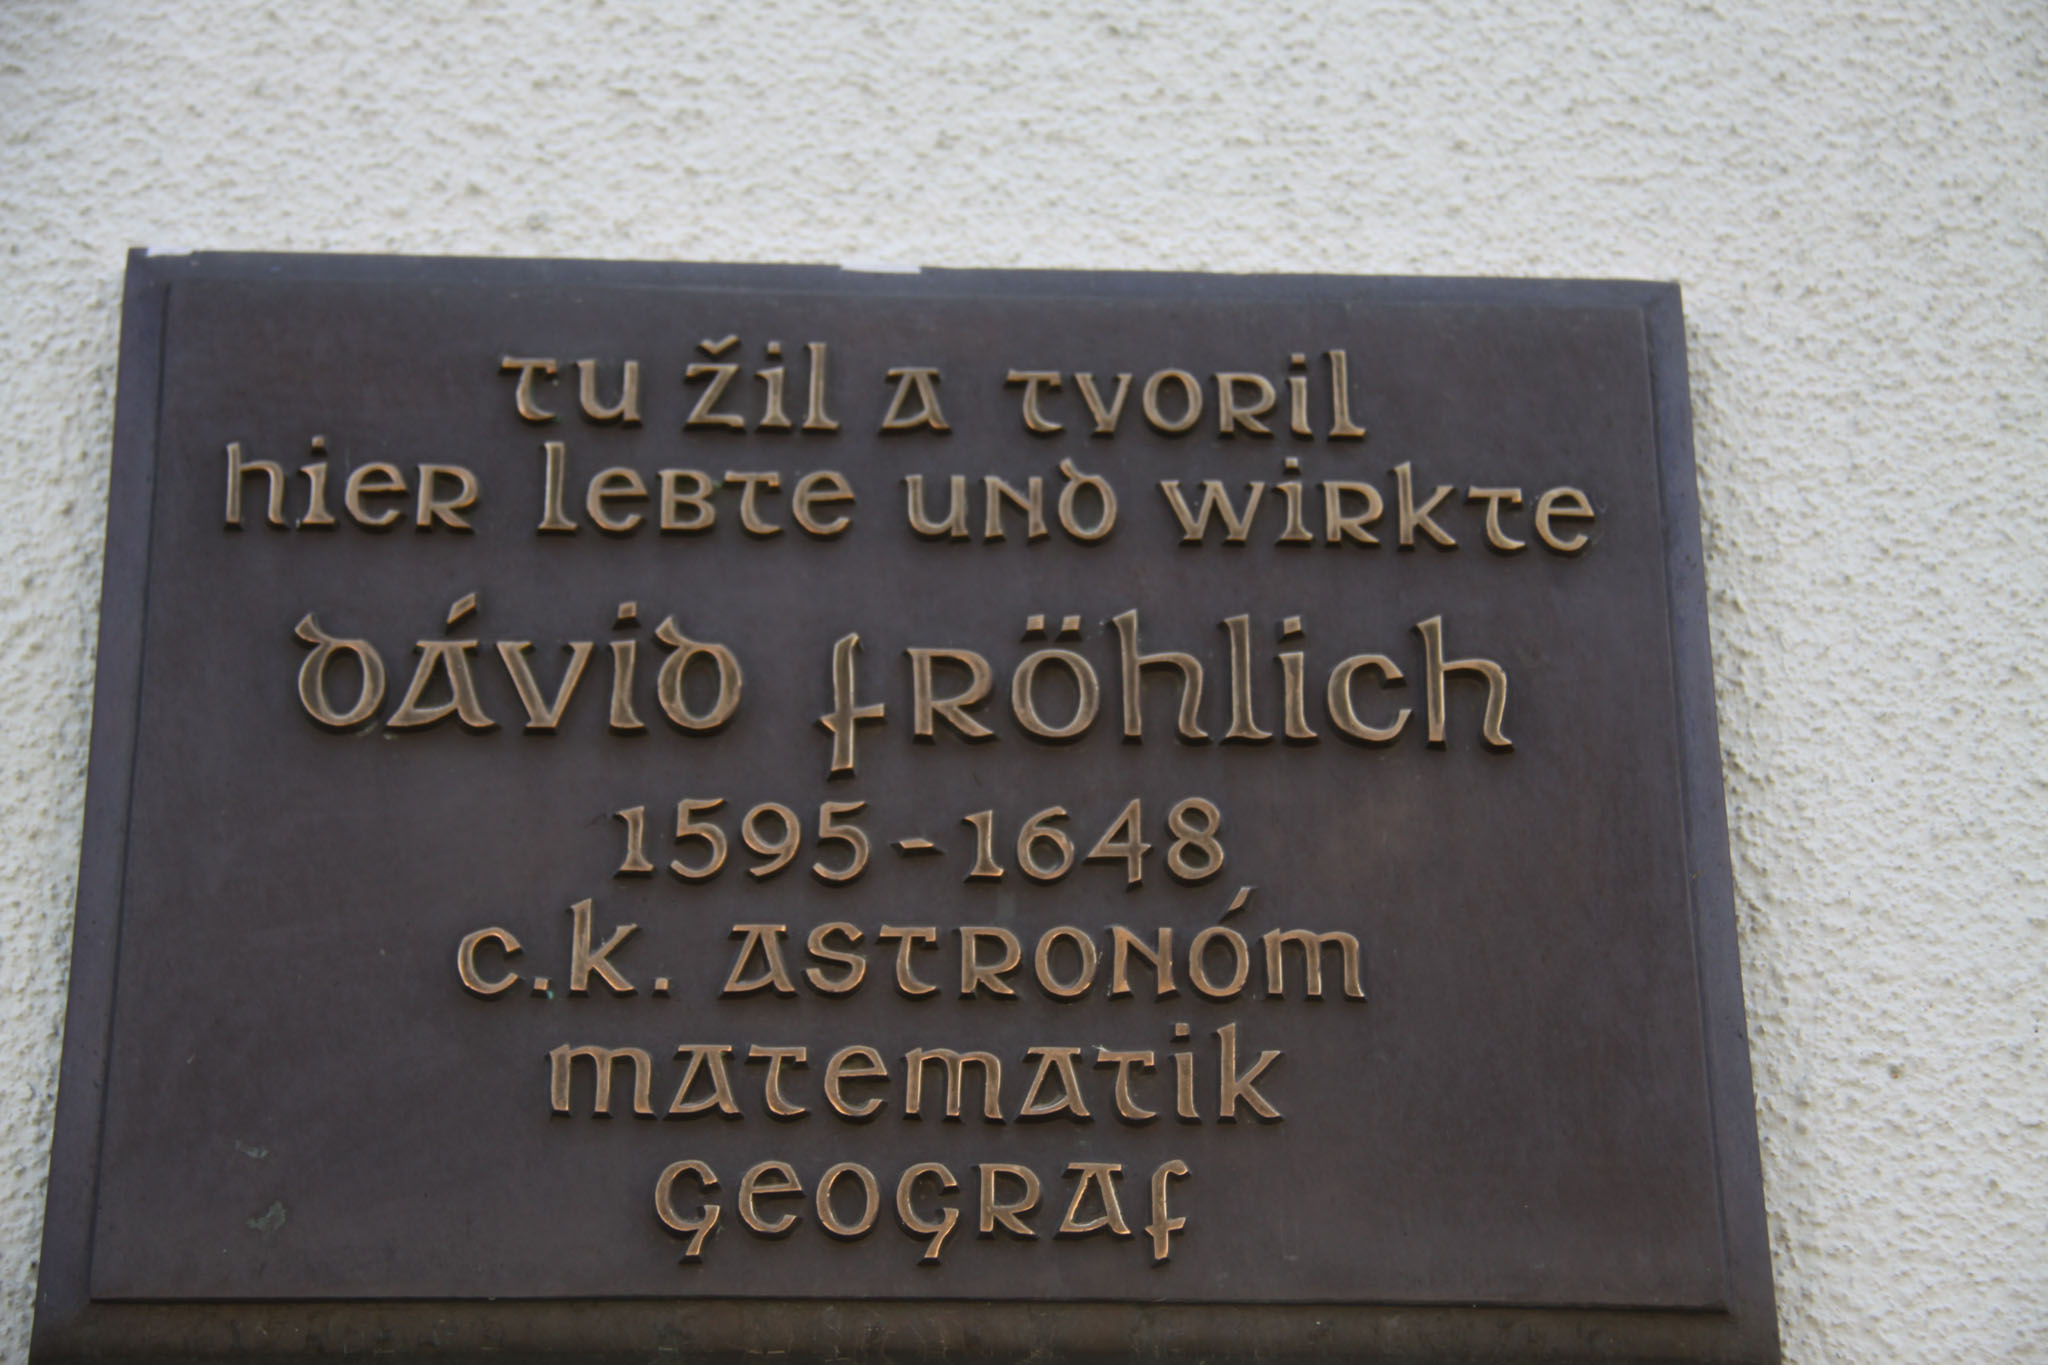 tu žil a tvoril
hier lebte und wirkte
dávid fröhlich
1595-1648
c.k. astronóm
matematik
geograf